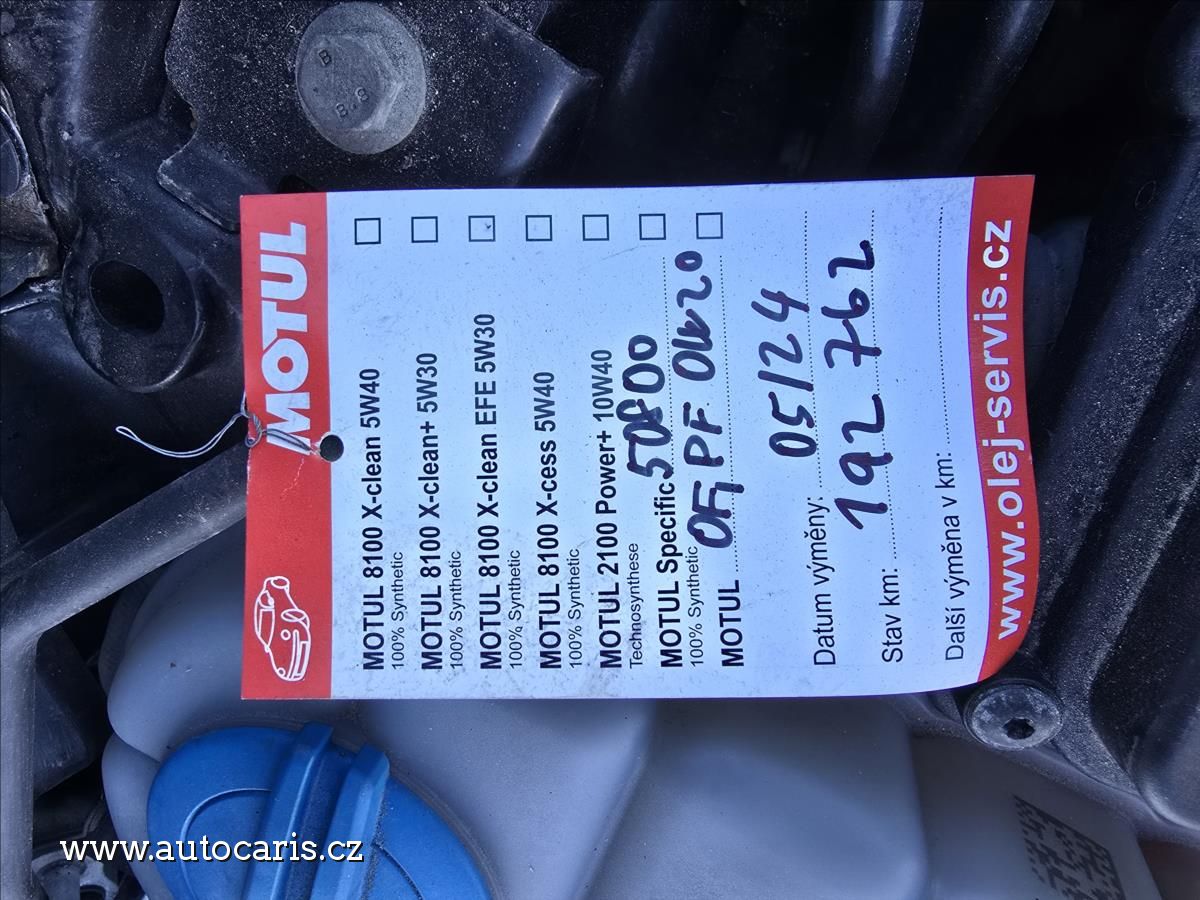 MOTUL
MOTUL 8100 X-clean 5W40
100% Synthetic
MOTUL 8100 X-clean+ 5W30
100% Synthetic
MOTUL 8100 X-clean EFE 5W30
100% Synthetic
MOTUL 8100 X-cess 5W40
100% Synthetic
MOTUL 2100 Power+ 10W40
Technosynthese
MOTUL Specific 50800
100% Synthetic
MOTUL OF, PF 0W20
Datum výměny: 05/24
Stav km: 192 762
Další výměna v km:
www.olej-servis.cz
B
8.8
www.autocaris.cz